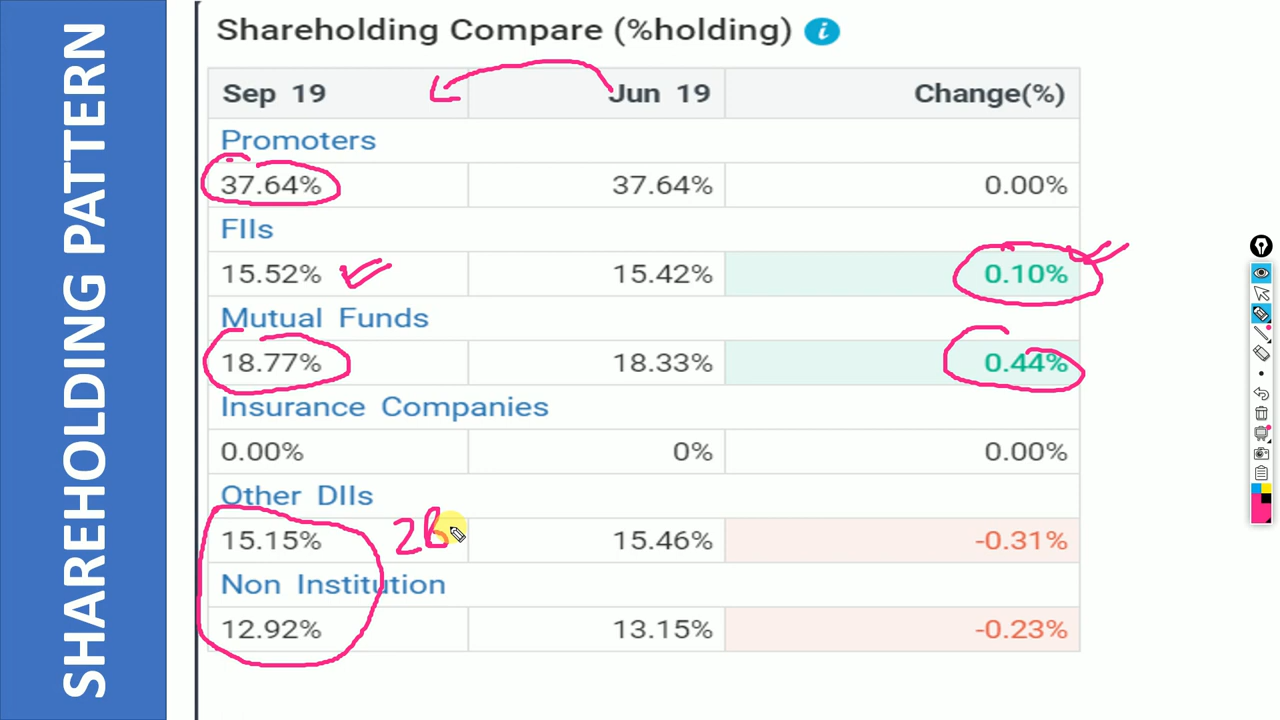 SHAREHOLDING PATTERN
Shareholding Compare (%holding) i
Sep 19 Jun 19 Change(%)
Promoters
37.64% 37.64% 0.00%
FIIs
15.52% 15.42% 0.10%
Mutual Funds
18.77% 18.33% 0.44%
Insurance Companies
0.00% 0% 0.00%
Other DIIs
15.15% 15.46% -0.31%
Non Institution
12.92% 13.15% -0.23%